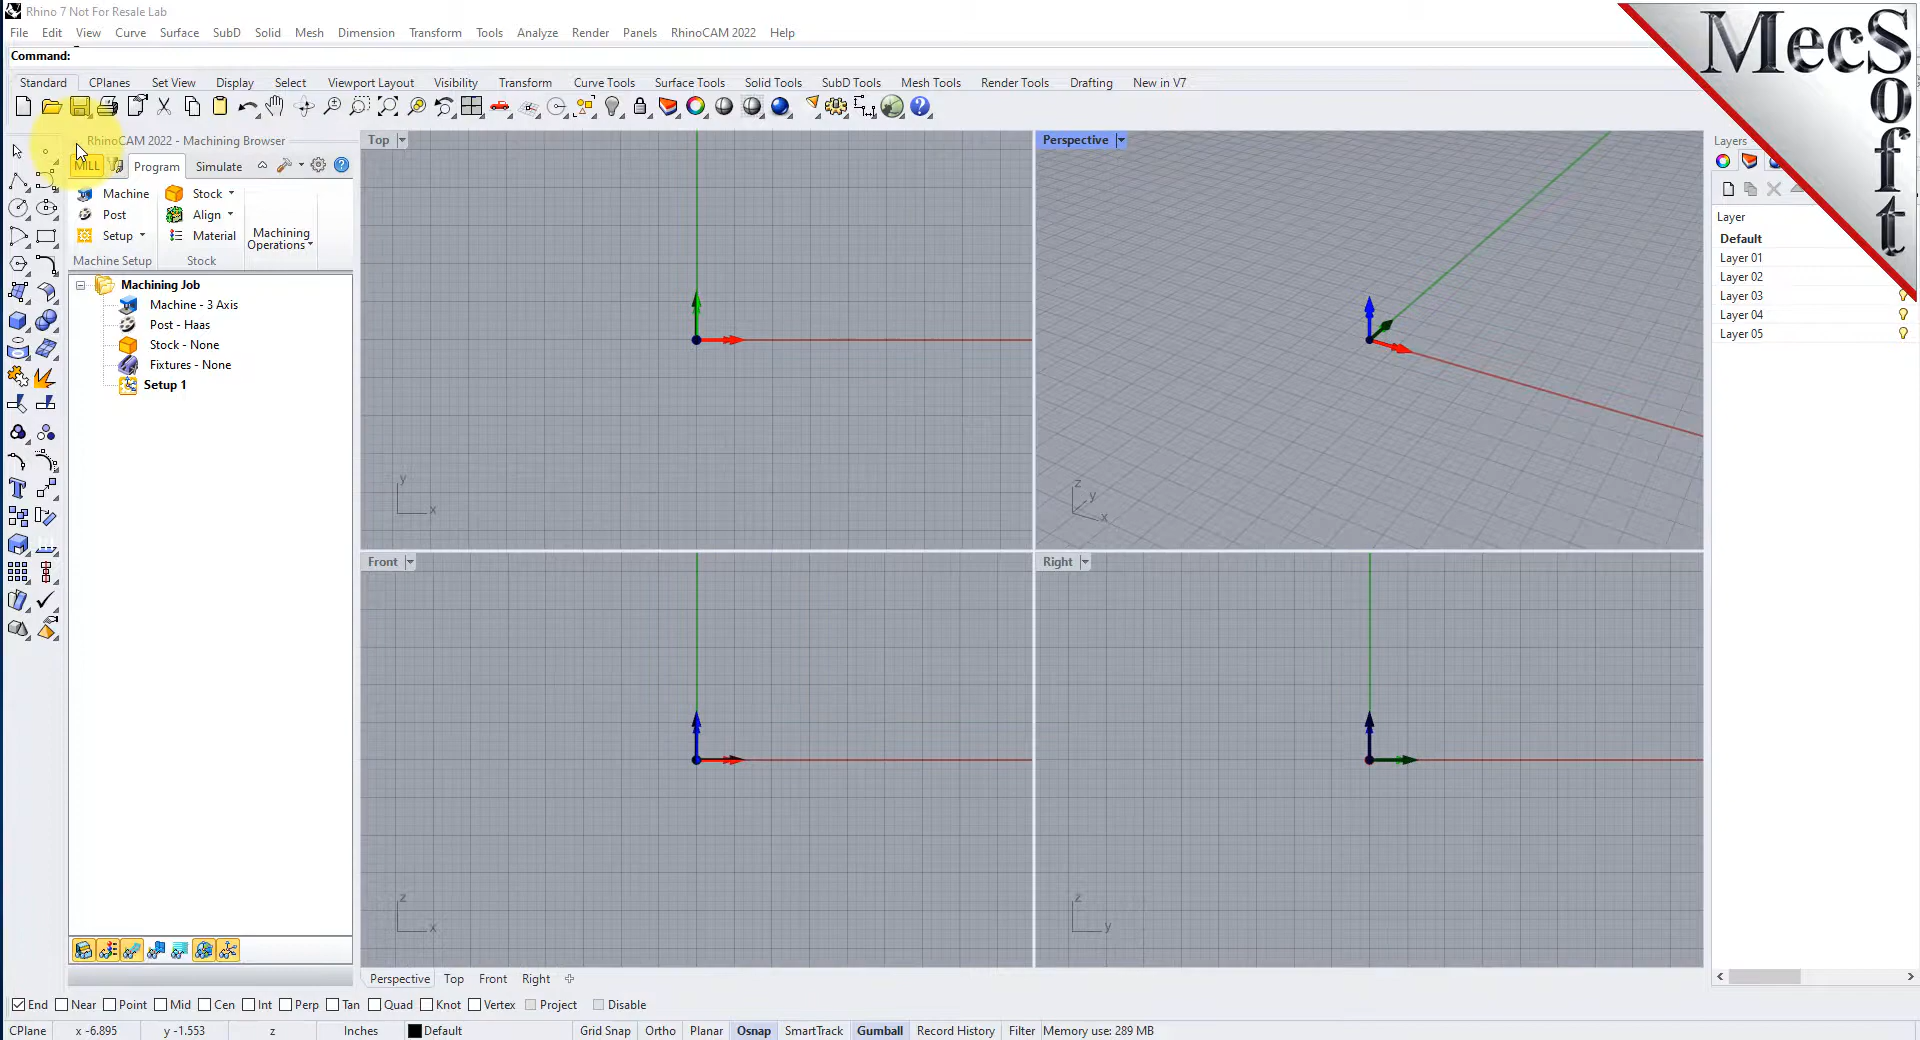 Rhino 7 Not For Resale Lab
File Edit View Curve Surface SubD Solid Mesh Dimension Transform Tools Analyze Render Panels RhinoCAM 2022 Help
Command:
Standard CPlanes Set View Display Select Viewport Layout Visibility Transform Curve Tools Surface Tools Solid Tools SubD Tools Mesh Tools Render Tools Drafting New in V7
MecSoft
RhinoCAM 2022 - Machining Browser
MILL Program Simulate
Machine Stock
Post Align
Setup Material
Machining Operations
Machine Setup Stock
Machining Job
Machine - 3 Axis
Post - Haas
Stock - None
Fixtures - None
Setup 1
Top
y
x
Perspective
z
y
x
Front
z
x
Right
z
y
Layers
Layer
Default
Layer 01
Layer 02
Layer 03
Layer 04
Layer 05
Perspective Top Front Right
End Near Point Mid Cen Int Perp Tan Quad Knot Vertex Project Disable
CPlane x -6.895 y -1.553 z Inches Default Grid Snap Ortho Planar Osnap SmartTrack Gumball Record History Filter Memory use: 289 MB